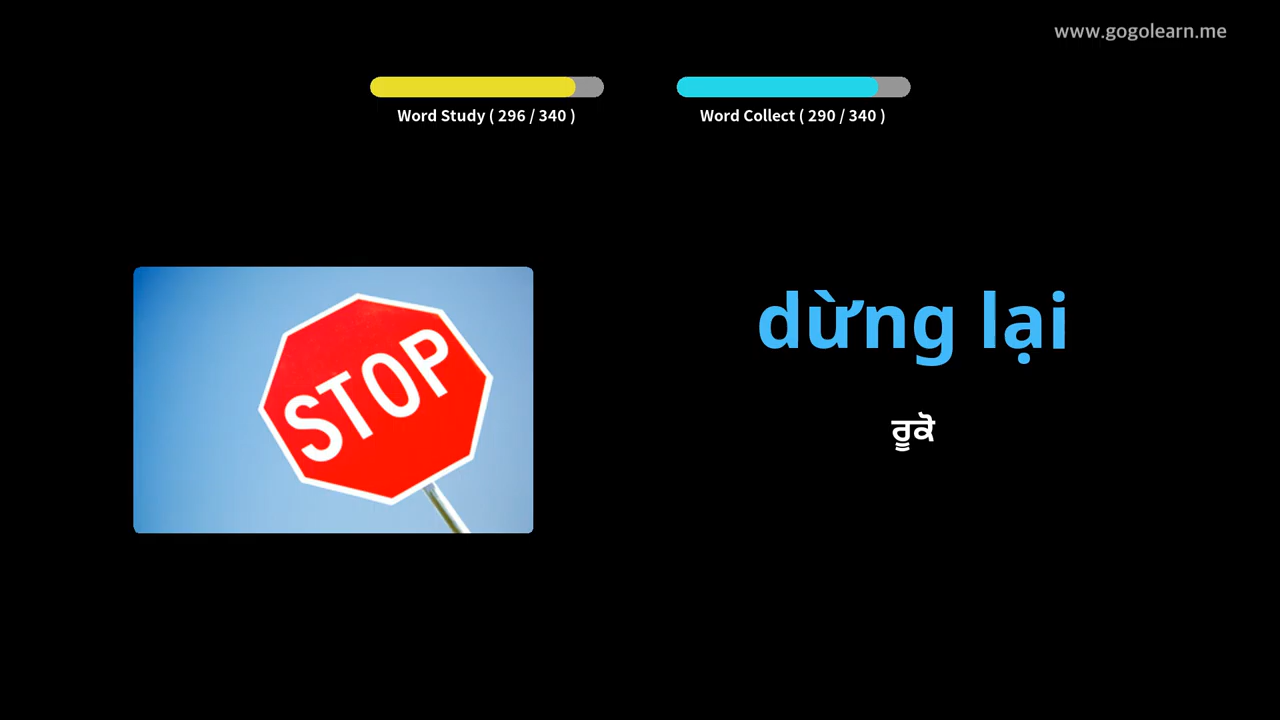 www.gogolearn.me
Word Study ( 296 / 340 )
Word Collect ( 290 / 340 )
STOP
dừng lại
ਰੂਕੋ